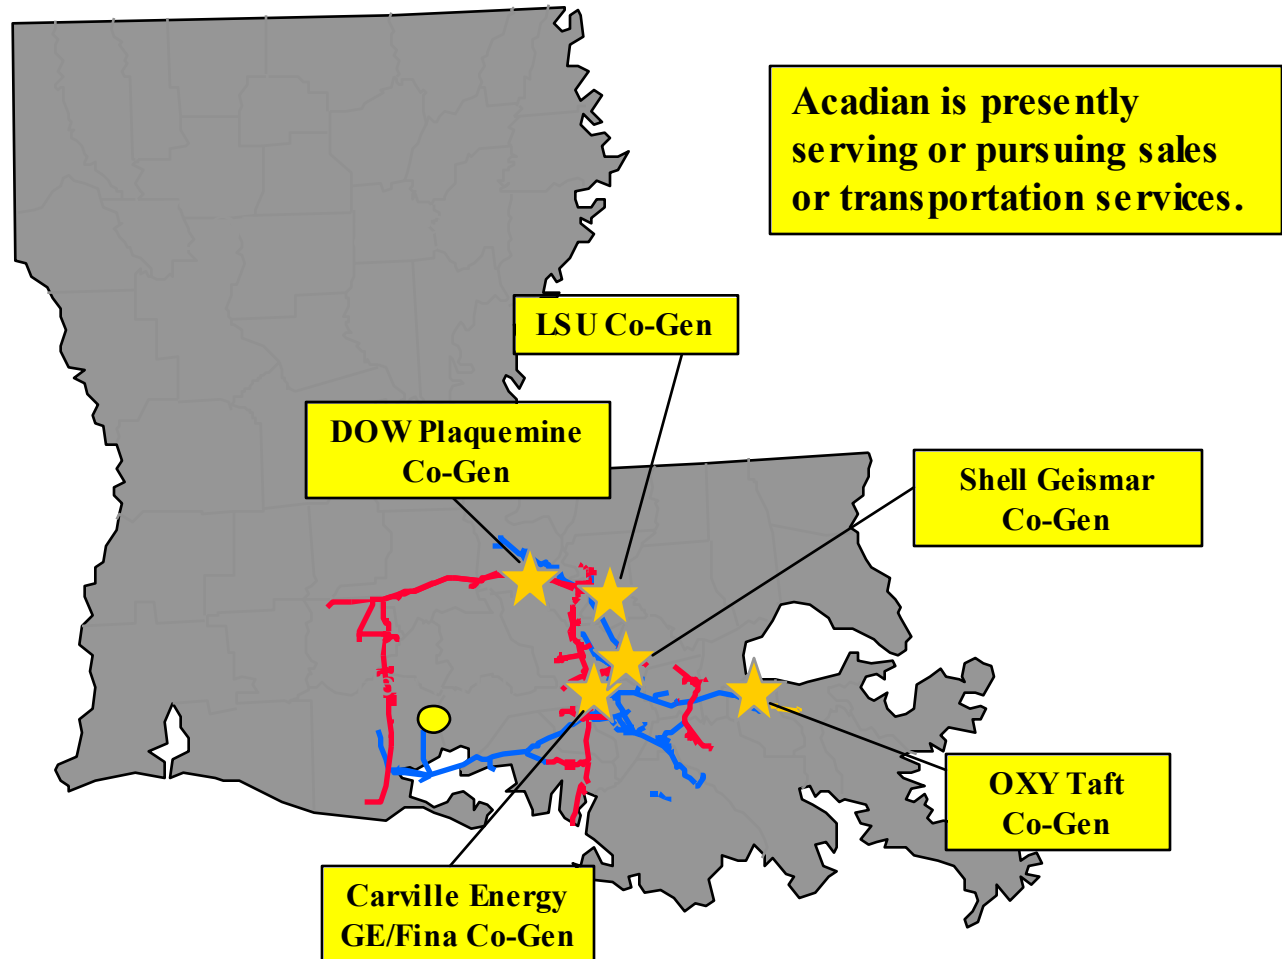 Acadian is presently
serving or pursuing sales
or transportation services.
LSU Co-Gen
DOW Plaquemine
Co-Gen
Shell Geismar
Co-Gen
OXY Taft
Co-Gen
Carville Energy
GE/Fina Co-Gen